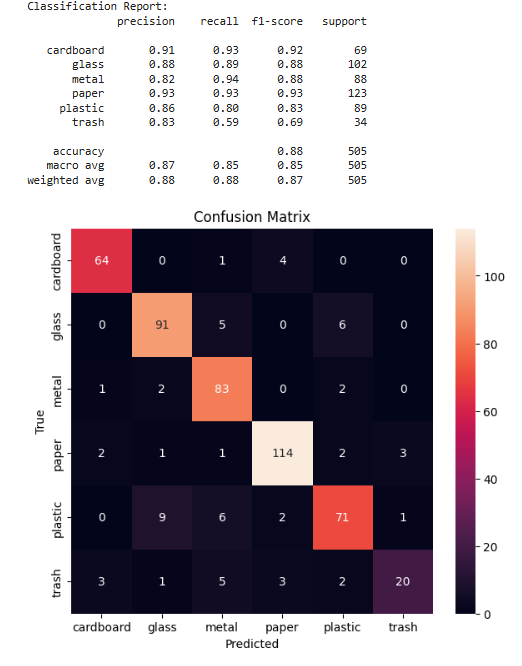 Classification Report:
precision recall f1-score support
cardboard 0.91 0.93 0.92 69
glass 0.88 0.89 0.88 102
metal 0.82 0.94 0.88 88
paper 0.93 0.93 0.93 123
plastic 0.86 0.80 0.83 89
trash 0.83 0.59 0.69 34
accuracy 0.88 505
macro avg 0.87 0.85 0.85 505
weighted avg 0.88 0.88 0.87 505
Confusion Matrix
cardboard 64 0 1 4 0 0
glass 0 91 5 0 6 0
metal 1 2 83 0 2 0
paper 2 1 1 114 2 3
plastic 0 9 6 2 71 1
trash 3 1 5 3 2 20
True
cardboard glass metal paper plastic trash
Predicted
100
80
60
40
20
0